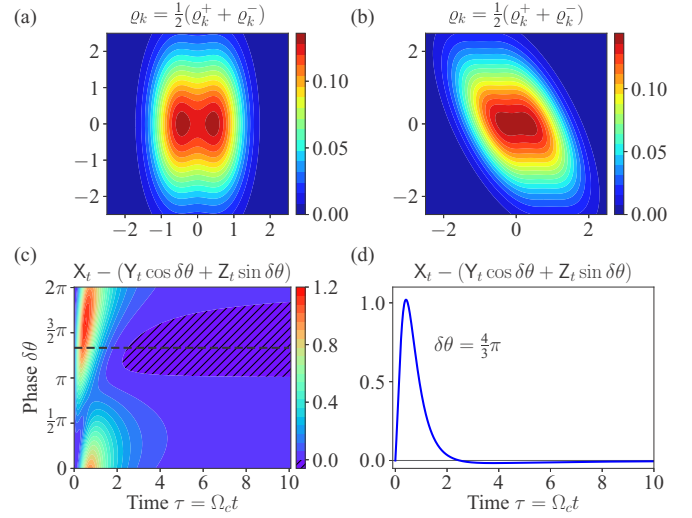 (a)
ϱ_k = ½(ϱ_k^+ + ϱ_k^−)
2
1
0
−1
−2
−2
−1
0
1
2
0.10
0.05
0.00
(b)
ϱ_k = ½(ϱ_k^+ + ϱ_k^−)
2
0
−2
−2
0
2
0.10
0.05
0.00
(c)
X_t − (Y_t cos δθ + Z_t sin δθ)
Phase δθ
2π
3/2 π
π
1/2 π
0
0
2
4
6
8
10
Time τ = Ω_c t
1.2
0.8
0.4
0.0
(d)
X_t − (Y_t cos δθ + Z_t sin δθ)
1.0
0.5
0.0
δθ = 4/3 π
0
2
4
6
8
10
Time τ = Ω_c t